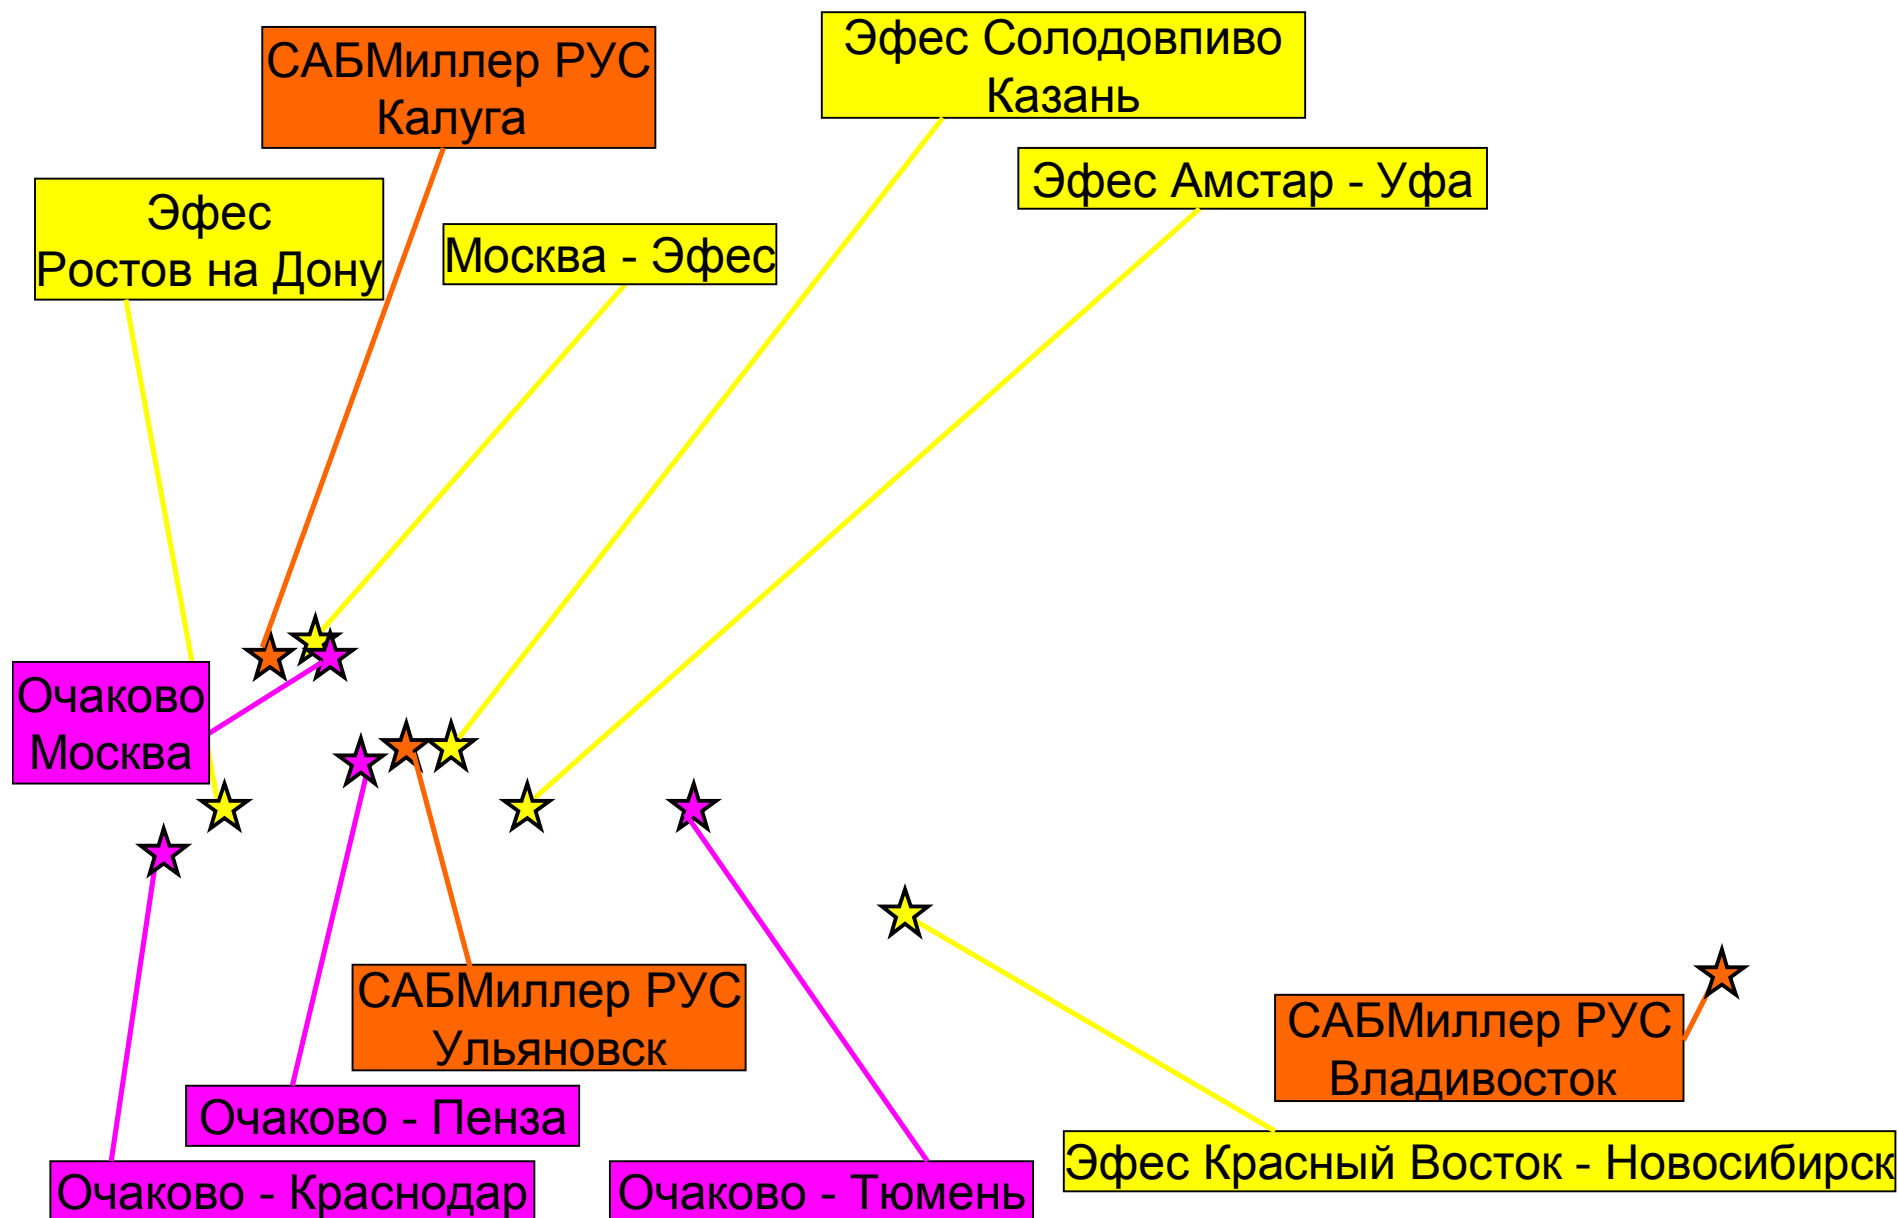 Эфес Солодовпиво
Казань
САБМиллер РУС
Калуга
Эфес Амстар - Уфа
Эфес
Ростов на Дону
Москва - Эфес
Очаково
Москва
САБМиллер РУС
Ульяновск
САБМиллер РУС
Владивосток
Очаково - Пенза
Эфес Красный Восток - Новосибирск
Очаково - Краснодар
Очаково - Тюмень